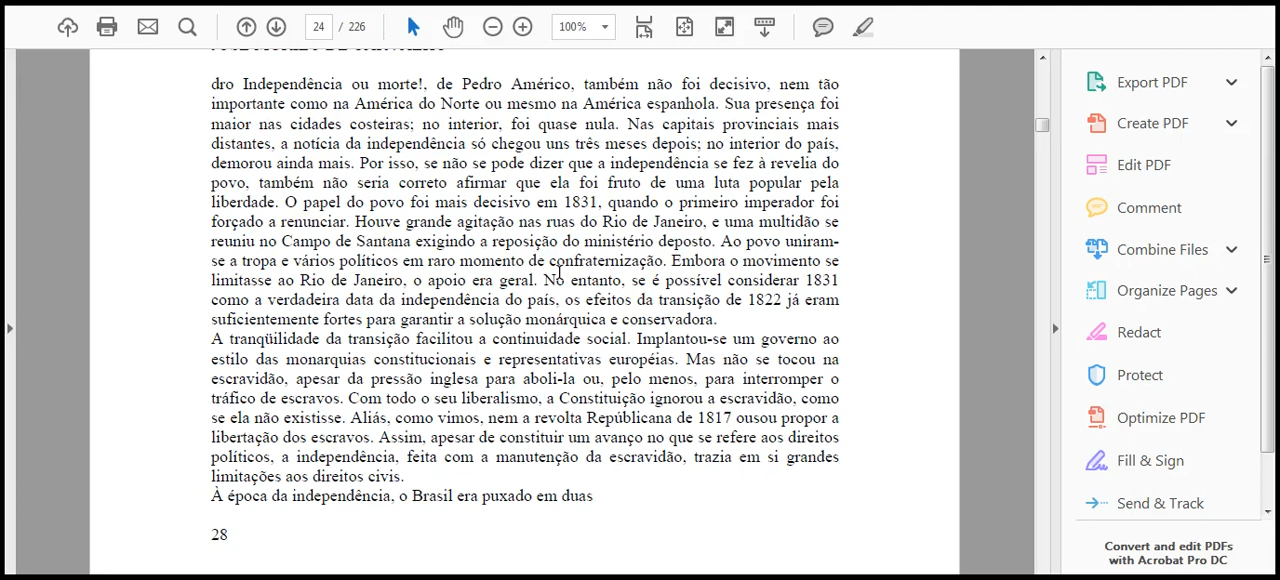 24 / 226
100%
dro Independência ou morte!, de Pedro Américo, também não foi decisivo, nem tão
importante como na América do Norte ou mesmo na América espanhola. Sua presença foi
maior nas cidades costeiras; no interior, foi quase nula. Nas capitais provinciais mais
distantes, a notícia da independência só chegou uns três meses depois; no interior do país,
demorou ainda mais. Por isso, se não se pode dizer que a independência se fez à revelia do
povo, também não seria correto afirmar que ela foi fruto de uma luta popular pela
liberdade. O papel do povo foi mais decisivo em 1831, quando o primeiro imperador foi
forçado a renunciar. Houve grande agitação nas ruas do Rio de Janeiro, e uma multidão se
reuniu no Campo de Santana exigindo a reposição do ministério deposto. Ao povo uniram-
se a tropa e vários políticos em raro momento de confraternização. Embora o movimento se
limitasse ao Rio de Janeiro, o apoio era geral. No entanto, se é possível considerar 1831
como a verdadeira data da independência do país, os efeitos da transição de 1822 já eram
suficientemente fortes para garantir a solução monárquica e conservadora.
A tranqüilidade da transição facilitou a continuidade social. Implantou-se um governo ao
estilo das monarquias constitucionais e representativas européias. Mas não se tocou na
escravidão, apesar da pressão inglesa para aboli-la ou, pelo menos, para interromper o
tráfico de escravos. Com todo o seu liberalismo, a Constituição ignorou a escravidão, como
se ela não existisse. Aliás, como vimos, nem a revolta Repúblicana de 1817 ousou propor a
libertação dos escravos. Assim, apesar de constituir um avanço no que se refere aos direitos
políticos, a independência, feita com a manutenção da escravidão, trazia em si grandes
limitações aos direitos civis.
À época da independência, o Brasil era puxado em duas
28
Export PDF
Create PDF
Edit PDF
Comment
Combine Files
Organize Pages
Redact
Protect
Optimize PDF
Fill & Sign
Send & Track
Convert and edit PDFs
with Acrobat Pro DC